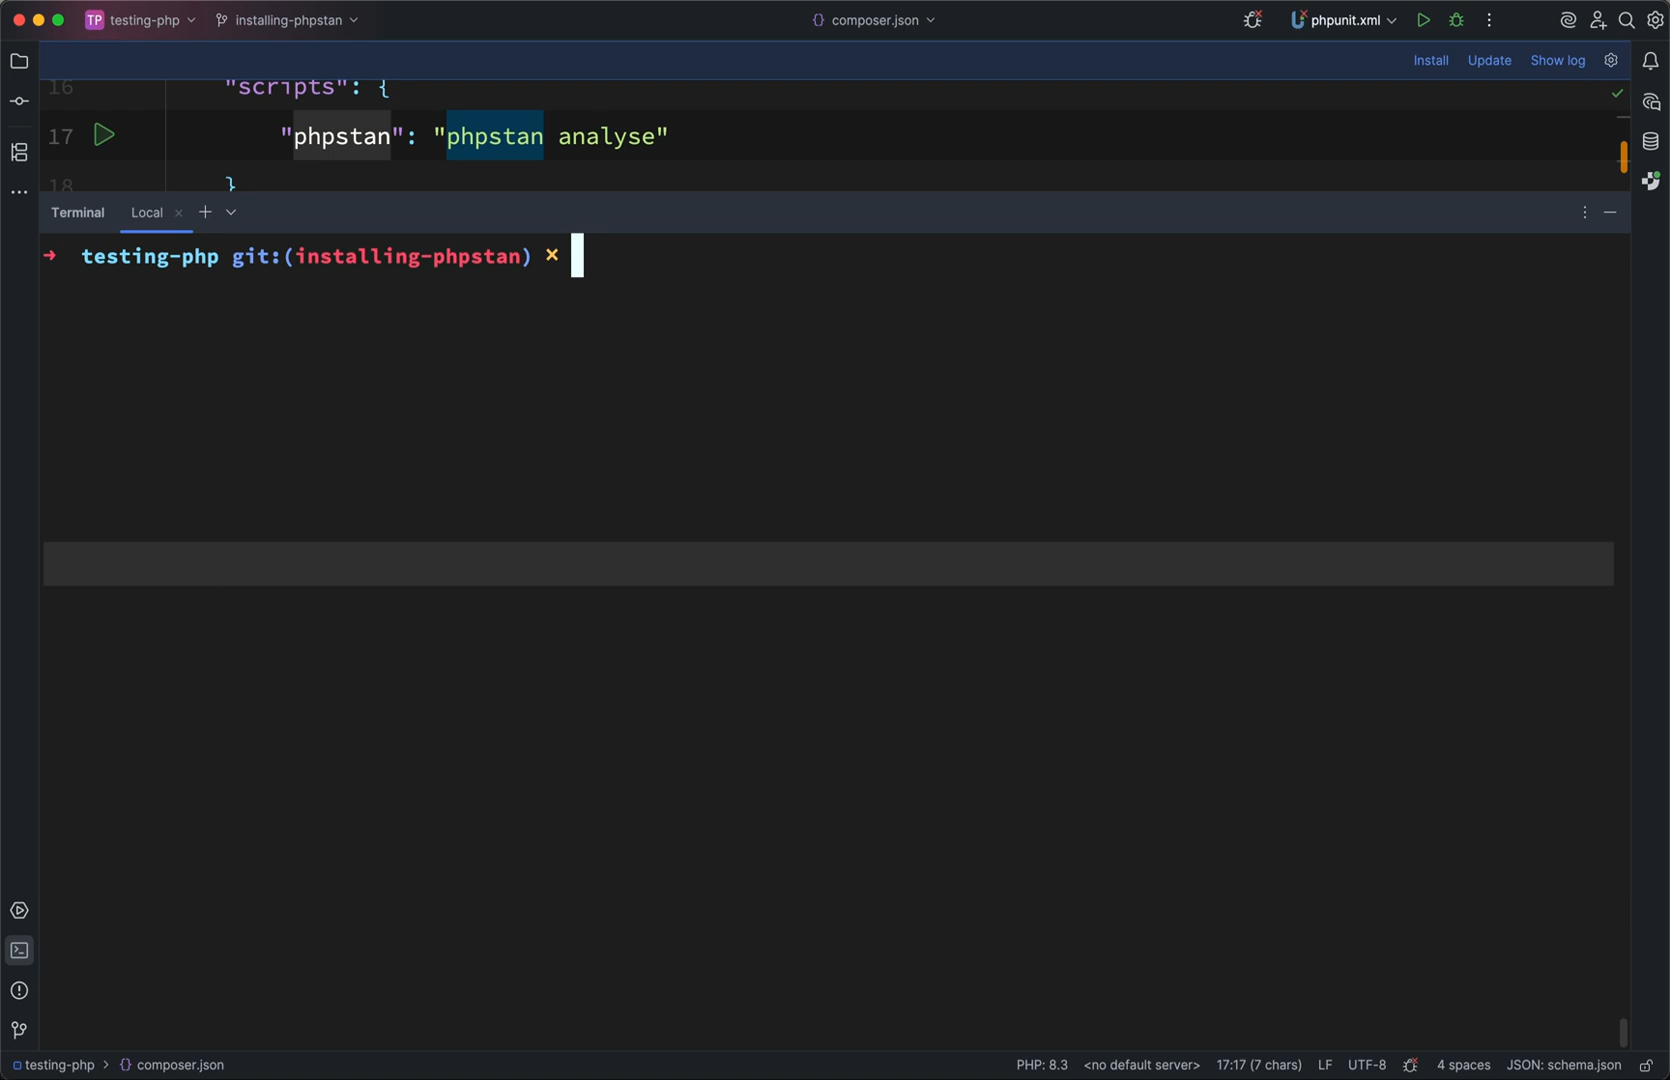 TP testing-php installing-phpstan {} composer.json phpunit.xml
Install Update Show log
16 "scripts": {
17 "phpstan": "phpstan analyse"
18 }
Terminal Local × +
➜ testing-php git:(installing-phpstan) ×
testing-php > {} composer.json PHP: 8.3 <no default server> 17:17 (7 chars) LF UTF-8 4 spaces JSON: schema.json